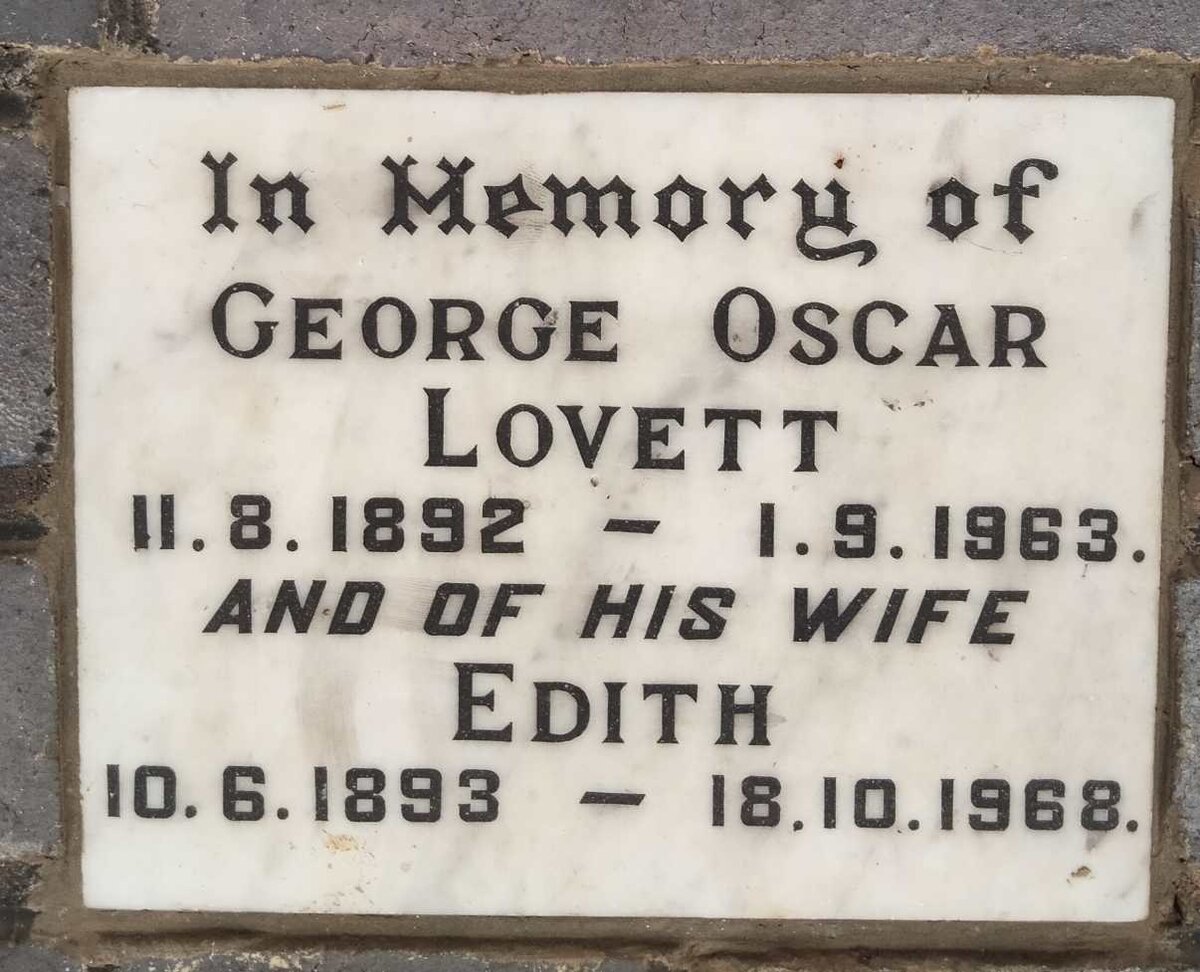 In Memory of
GEORGE OSCAR
LOVETT
11.8.1892 – 1.9.1963.
AND OF HIS WIFE
EDITH
10.6.1893 – 18.10.1968.